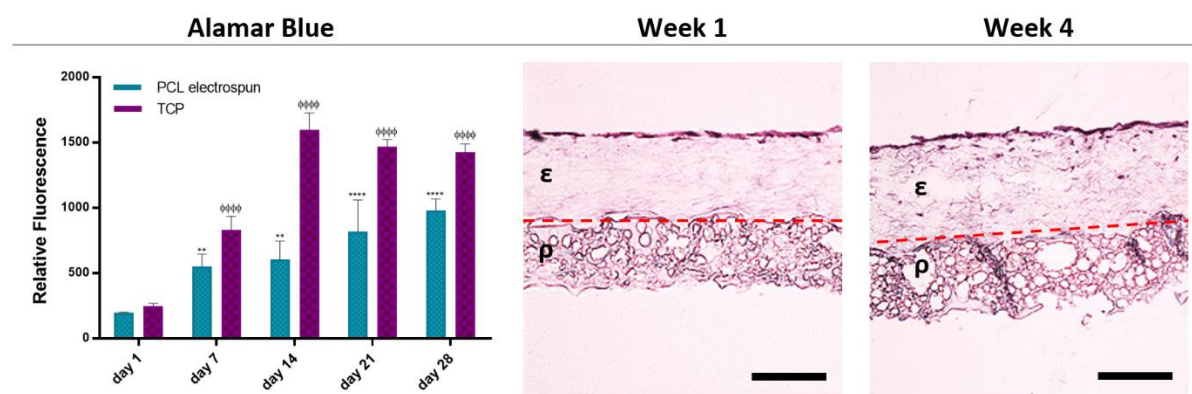 Alamar Blue
Week 1
Week 4
Relative Fluorescence
2000
1500
1000
500
0
PCL electrospun
TCP
**
ϕϕϕϕ
**
ϕϕϕϕ
****
ϕϕϕϕ
****
ϕϕϕϕ
day 1
day 7
day 14
day 21
day 28
ε
ρ
ε
ρ